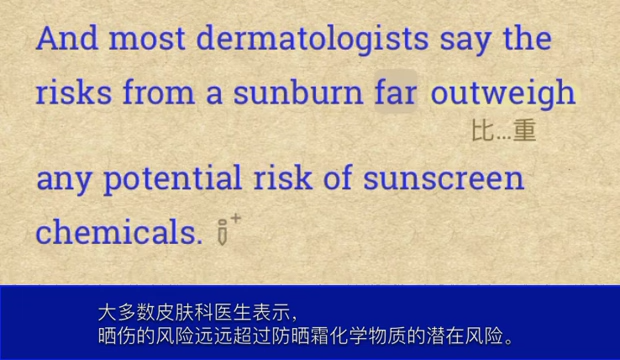 And most dermatologists say the
risks from a sunburn far outweigh
比...重
any potential risk of sunscreen
chemicals.
大多数皮肤科医生表示，
晒伤的风险远远超过防晒霜化学物质的潜在风险。